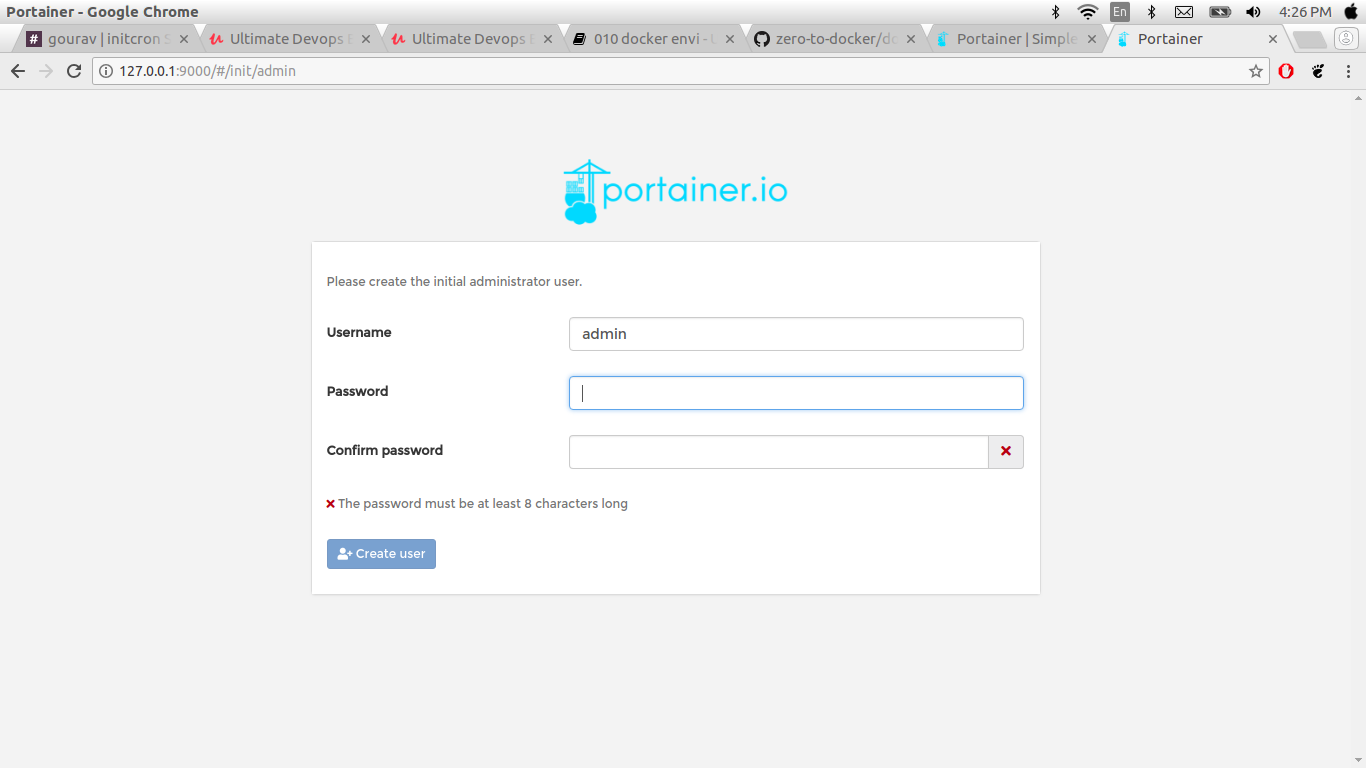 Portainer - Google Chrome
En
4:26 PM
# gourav | initcron S
Ultimate Devops B
Ultimate Devops B
010 docker envi - U
zero-to-docker/do
Portainer | Simple
Portainer
127.0.0.1:9000/#/init/admin
portainer.io
Please create the initial administrator user.
Username
admin
Password
Confirm password
The password must be at least 8 characters long
Create user